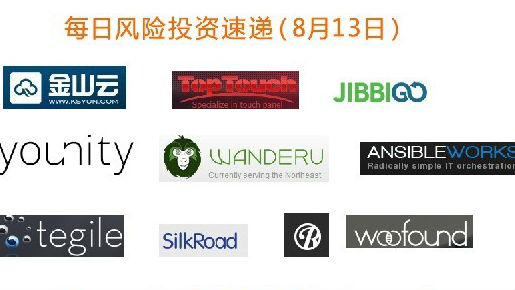 每日风险投资速递(8月13日)
金山云
WWW.KSYUN.COM
TopTouch
Specialize in touch panel
JIBBIGO
younity
WANDERU
Currently serving the Northeast
ANSIBLEWORKS
Radically simple IT orchestration
tegile
SilkRoad
B
woofound